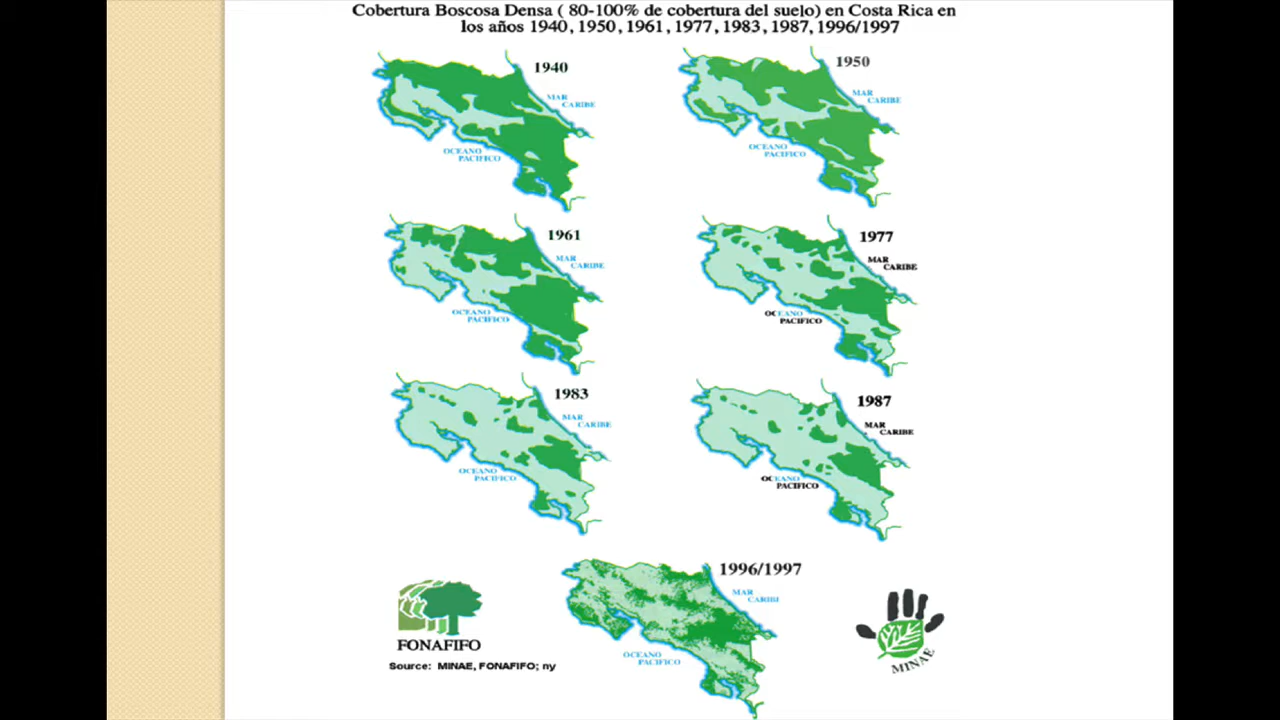 Cobertura Boscosa Densa ( 80-100% de cobertura del suelo) en Costa Rica en
los años 1940, 1950, 1961, 1977, 1983, 1987, 1996/1997
1940
MAR
CARIBE
OCEANO
PACIFICO
1950
MAR
CARIBE
OCEANO
PACIFICO
1961
MAR
CARIBE
OCEANO
PACIFICO
1977
MAR
CARIBE
OCEANO
PACIFICO
1983
MAR
CARIBE
OCEANO
PACIFICO
1987
MAR
CARIBE
OCEANO
PACIFICO
1996/1997
MAR
CARIBI
OCEANO
PACIFICO
FONAFIFO
Source: MINAE, FONAFIFO; ny
MINAE